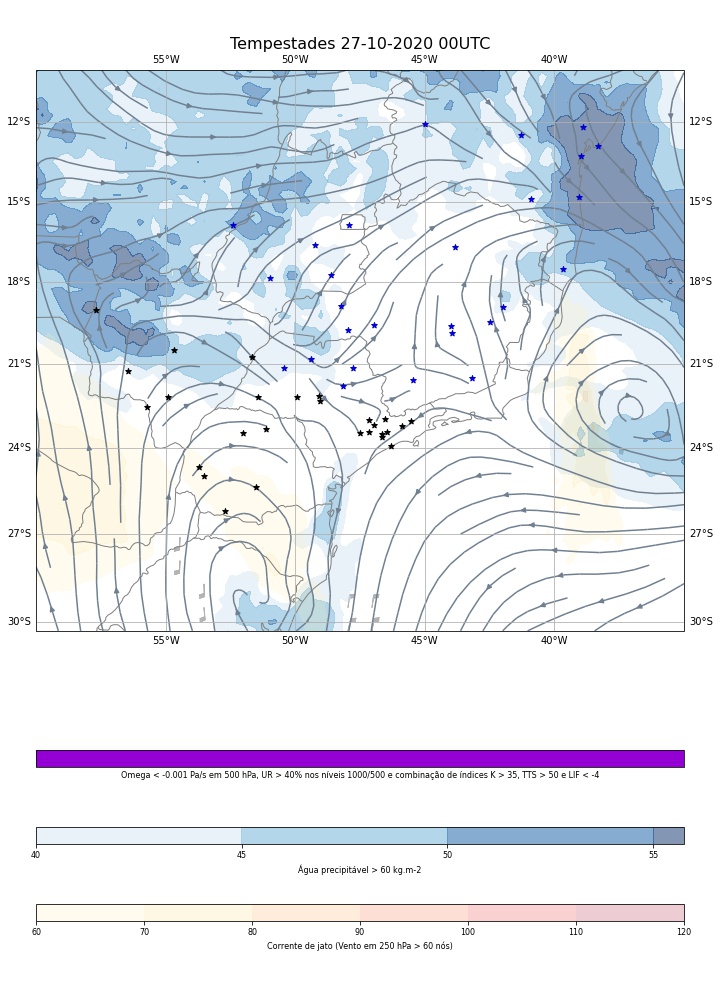 Tempestades 27-10-2020 00UTC
55°W 50°W 45°W 40°W
12°S 12°S
15°S 15°S
18°S 18°S
21°S 21°S
24°S 24°S
27°S 27°S
30°S 30°S
55°W 50°W 45°W 40°W
Omega < -0.001 Pa/s em 500 hPa, UR > 40% nos níveis 1000/500 e combinação de índices K > 35, TTS > 50 e LIF < -4
40 45 50 55
Água precipitável > 60 kg.m-2
60 70 80 90 100 110 120
Corrente de jato (Vento em 250 hPa > 60 nós)